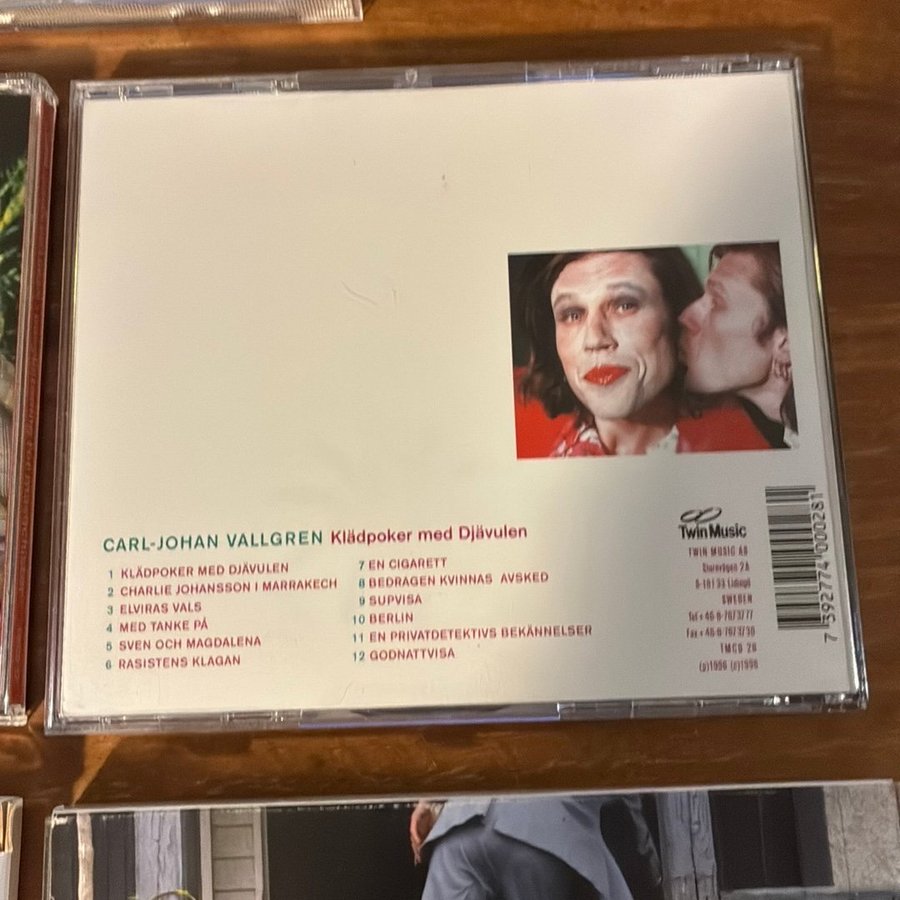 CARL-JOHAN VALLGREN Klädpoker med Djävulen
1 KLÄDPOKER MED DJÄVULEN
2 CHARLIE JOHANSSON I MARRAKECH
3 ELVIRAS VALS
4 MED TANKE PÅ
5 SVEN OCH MAGDALENA
6 RASISTENS KLAGAN
7 EN CIGARETT
8 BEDRAGEN KVINNAS AVSKED
9 SUPVISA
10 BERLIN
11 EN PRIVATDETEKTIVS BEKÄNNELSER
12 GODNATTVISA
TwinMusic
TWIN MUSIC AB
SWEDEN
TMCD 28
(p)1996 (c)1996
7 392774 000281